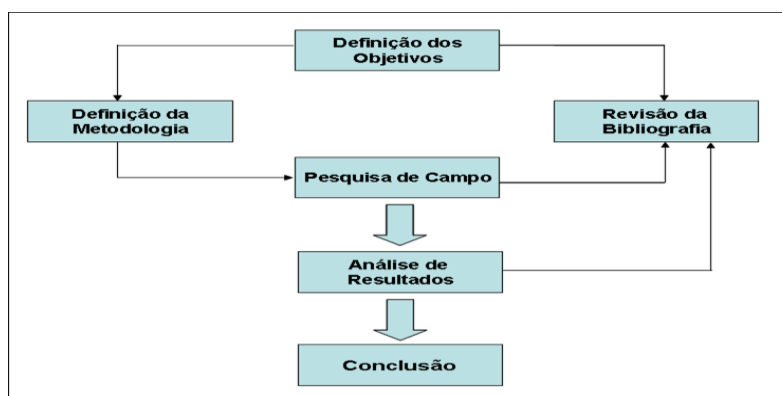 Definição dos
Objetivos
Definição da
Metodologia
Revisão da
Bibliografia
Pesquisa de Campo
Análise de
Resultados
Conclusão